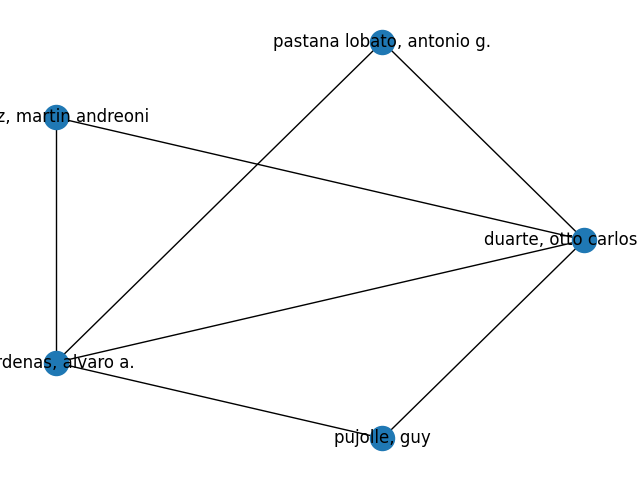 pastana lobato, antonio g.
z, martin andreoni
duarte, otto carlos
rdenas, alvaro a.
pujolle, guy